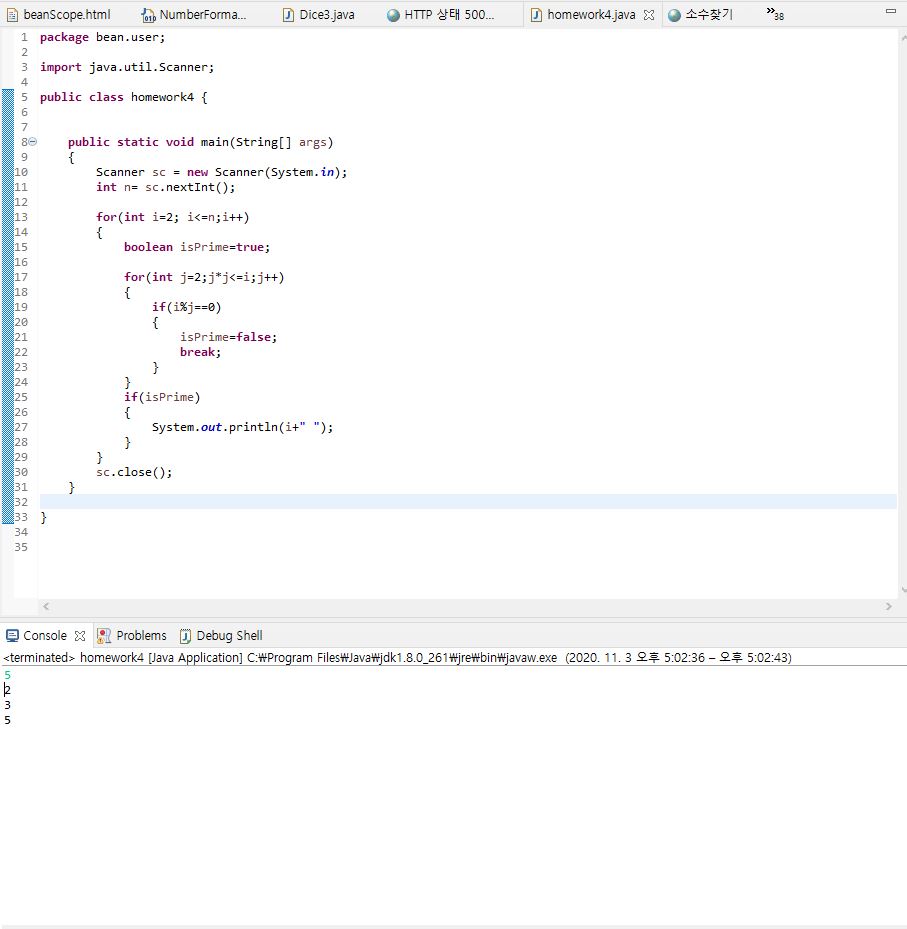 beanScope.html NumberForma... Dice3.java HTTP 상태 500... homework4.java 소수찾기 »38
1 package bean.user;
2
3 import java.util.Scanner;
4
5 public class homework4 {
6
7
8 public static void main(String[] args)
9 {
10 Scanner sc = new Scanner(System.in);
11 int n= sc.nextInt();
12
13 for(int i=2; i<=n;i++)
14 {
15 boolean isPrime=true;
16
17 for(int j=2;j*j<=i;j++)
18 {
19 if(i%j==0)
20 {
21 isPrime=false;
22 break;
23 }
24 }
25 if(isPrime)
26 {
27 System.out.println(i+" ");
28 }
29 }
30 sc.close();
31 }
32
33 }
34
35
Console Problems Debug Shell
<terminated> homework4 [Java Application] C:₩Program Files₩Java₩jdk1.8.0_261₩jre₩bin₩javaw.exe (2020. 11. 3 오후 5:02:36 – 오후 5:02:43)
5
2
3
5